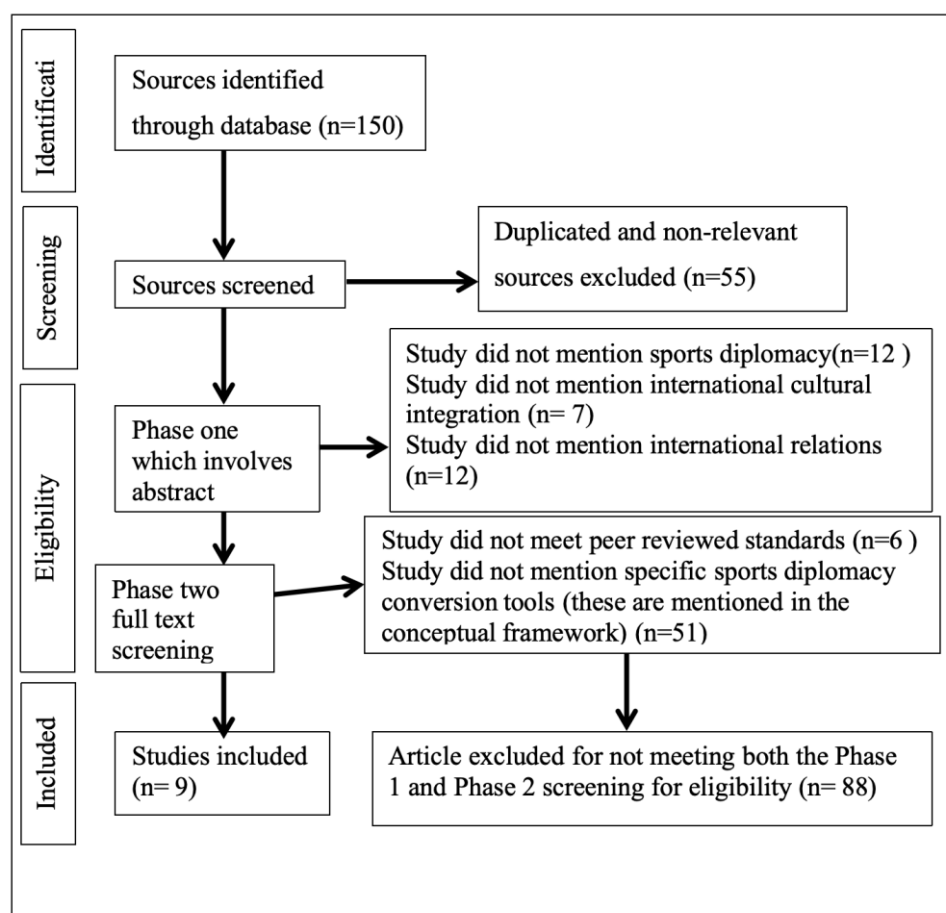 Identificati
Sources identified
through database (n=150)
Screening
Sources screened
Duplicated and non-relevant
sources excluded (n=55)
Eligibility
Phase one
which involves
abstract
Study did not mention sports diplomacy(n=12 )
Study did not mention international cultural
integration (n= 7)
Study did not mention international relations
(n=12)
Phase two
full text
screening
Study did not meet peer reviewed standards (n=6 )
Study did not mention specific sports diplomacy
conversion tools (these are mentioned in the
conceptual framework) (n=51)
Included
Studies included
(n= 9)
Article excluded for not meeting both the Phase
1 and Phase 2 screening for eligibility (n= 88)